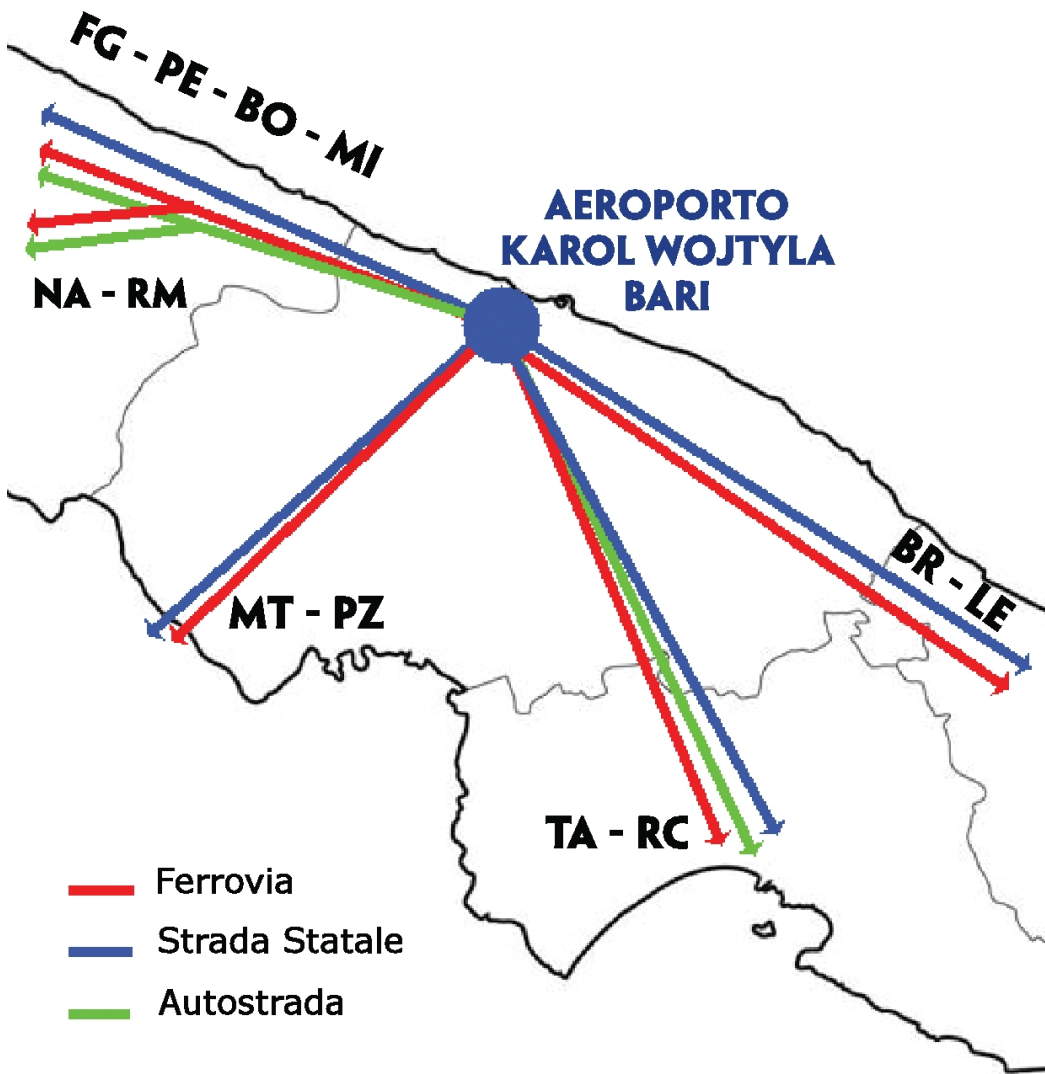 FG - PE - BO - MI
AEROPORTO
KAROL WOJTYLA
BARI
NA - RM
BR - LE
MT - PZ
TA - RC
Ferrovia
Strada Statale
Autostrada